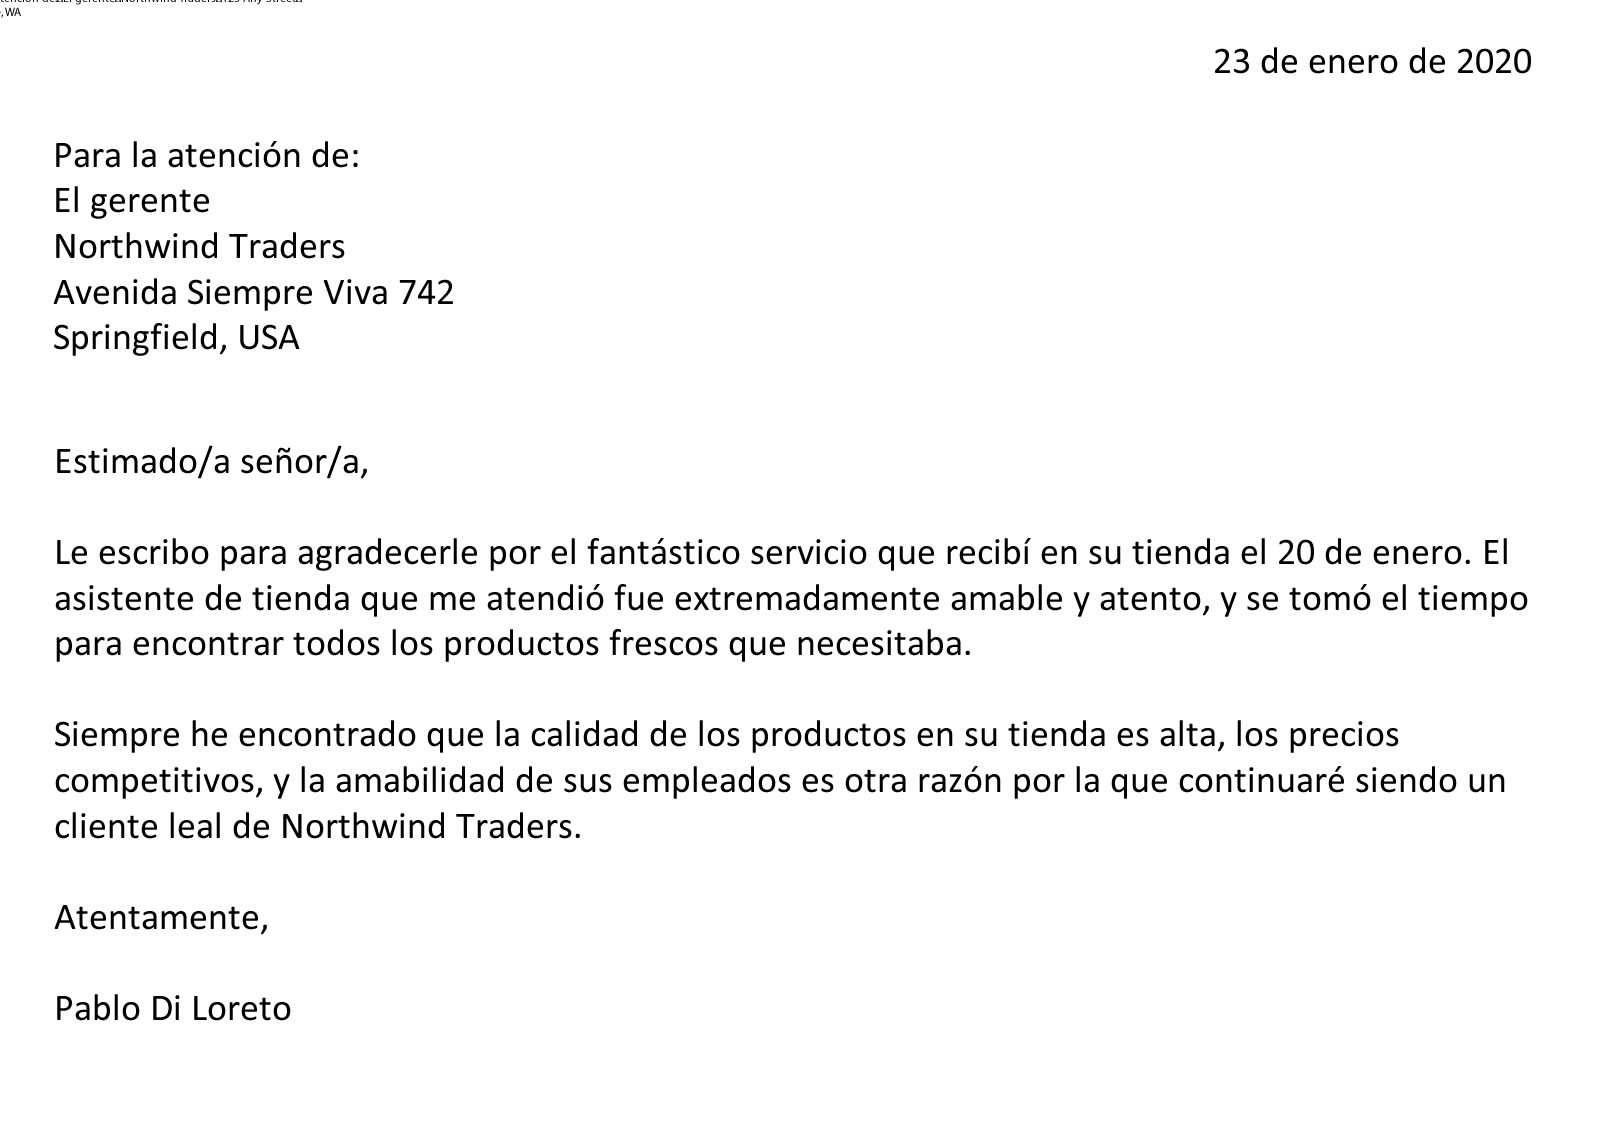 ,WA
23 de enero de 2020
Para la atención de:
El gerente
Northwind Traders
Avenida Siempre Viva 742
Springfield, USA
Estimado/a señor/a,
Le escribo para agradecerle por el fantástico servicio que recibí en su tienda el 20 de enero. El
asistente de tienda que me atendió fue extremadamente amable y atento, y se tomó el tiempo
para encontrar todos los productos frescos que necesitaba.
Siempre he encontrado que la calidad de los productos en su tienda es alta, los precios
competitivos, y la amabilidad de sus empleados es otra razón por la que continuaré siendo un
cliente leal de Northwind Traders.
Atentamente,
Pablo Di Loreto